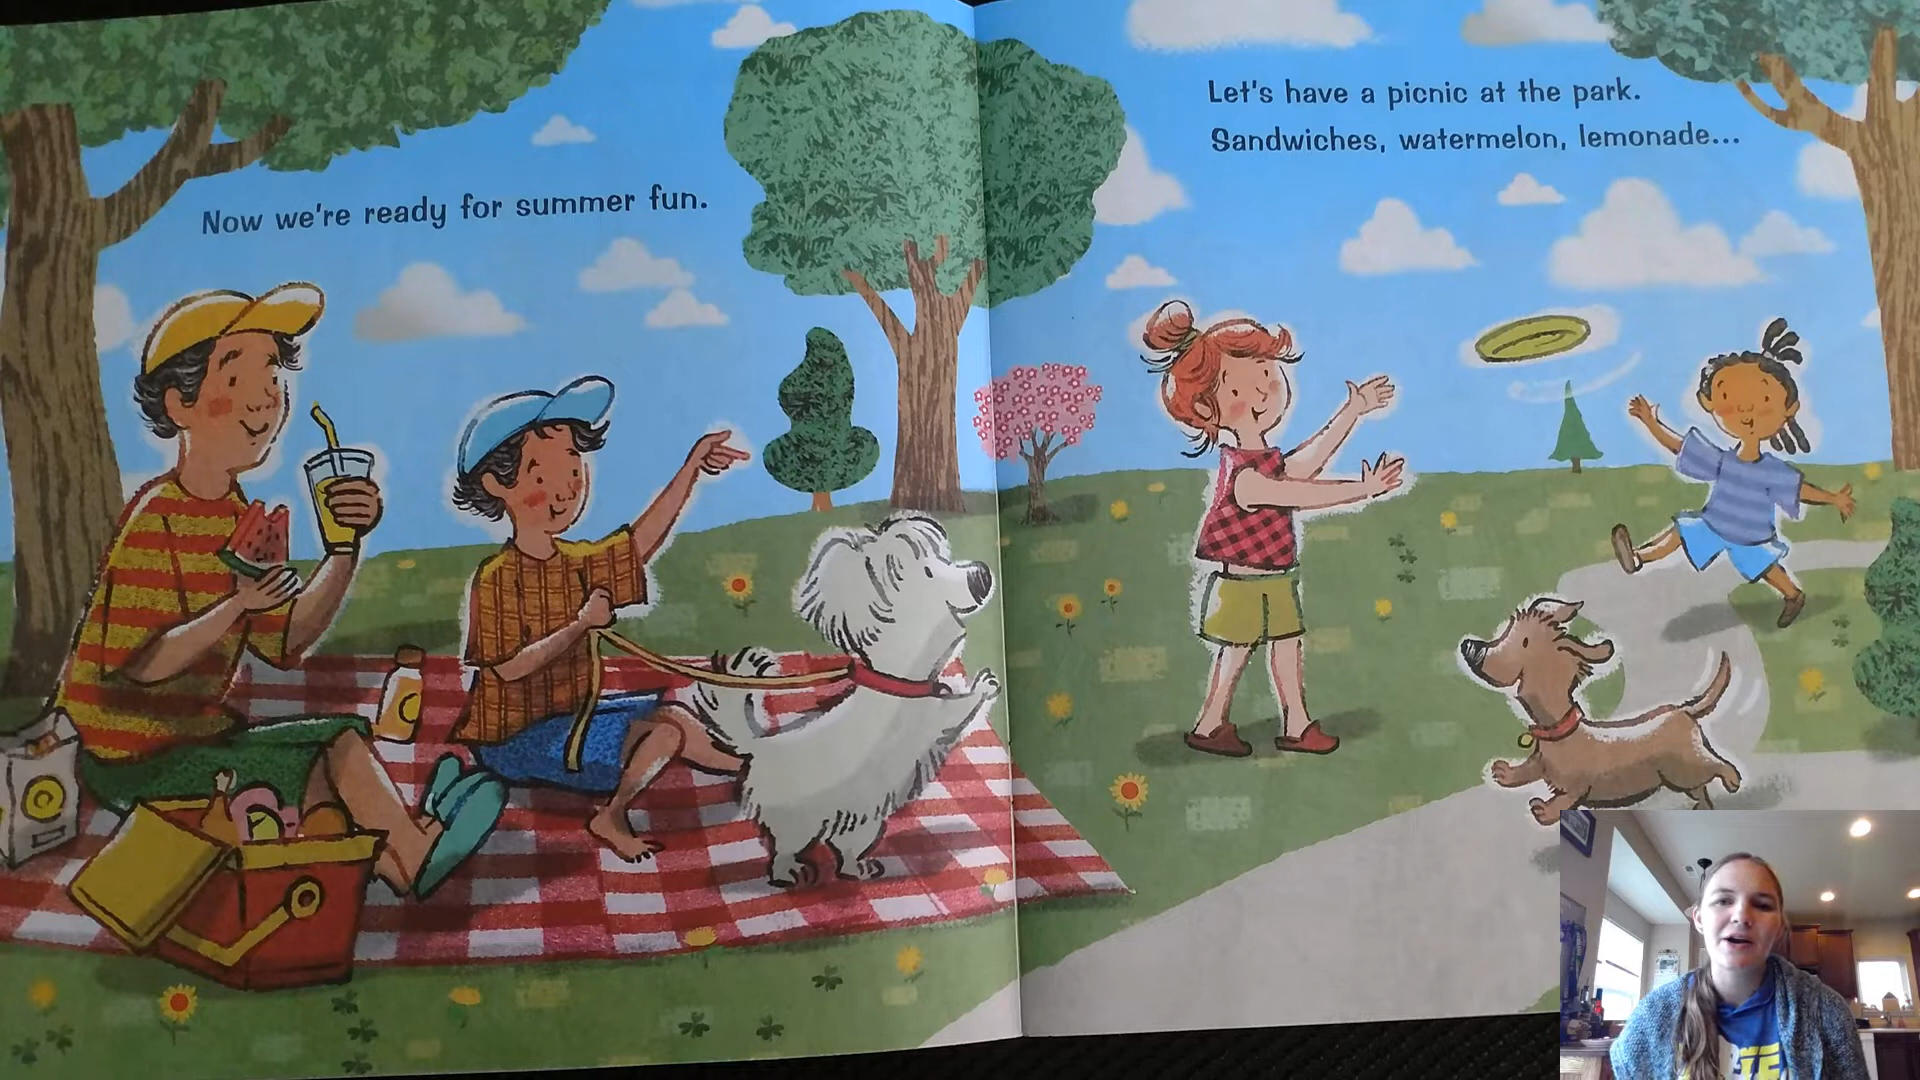 Now we're ready for summer fun.
Let's have a picnic at the park.
Sandwiches, watermelon, lemonade...